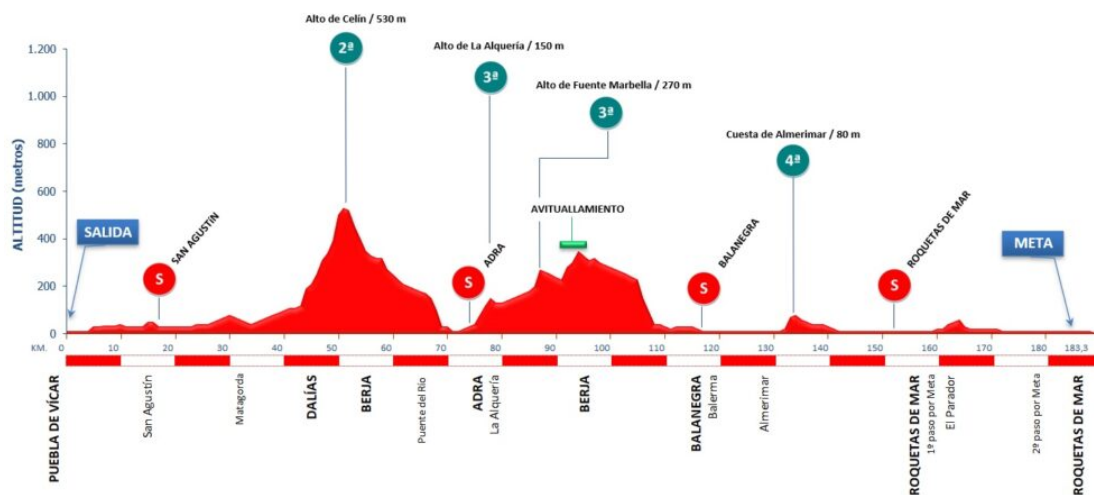 Alto de Celín / 530 m
2ª
Alto de La Alquería / 150 m
3ª
Alto de Fuente Marbella / 270 m
3ª
Cuesta de Almerimar / 80 m
4ª
ALTITUD (metros)
1.200
1.000
800
600
400
200
0
SALIDA
SAN AGUSTíN
S
ADRA
S
AVITUALLAMIENTO
BALANEGRA
S
ROQUETAS DE MAR
S
META
KM. 0 10 20 30 40 50 60 70 80 90 100 110 120 130 140 150 160 170 180 183,3
PUEBLA DE VÍCAR
San Agustín
Matagorda
DALÍAS
BERJA
Puente del Río
ADRA
La Alquería
BERJA
BALANEGRA
Balerma
Almerimar
ROQUETAS DE MAR
1º paso por Meta
El Parador
2º paso por Meta
ROQUETAS DE MAR